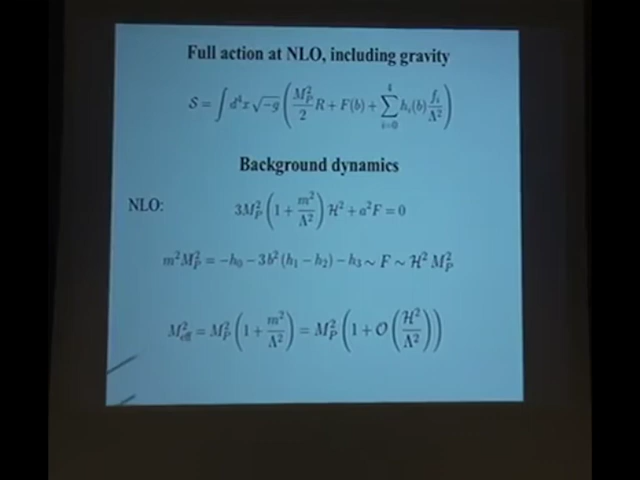 Full action at NLO, including gravity
S = ∫ d⁴x √−g ( M_P²/2 R + F(b) + ∑_{i=0}^{4} h_i(b) f_i/Λ² )
Background dynamics
NLO: 3M_P² ( 1 + m²/Λ² ) ℋ² + a²F = 0
m²M_P² = −h₀ − 3b²(h₁ − h₂) − h₃ ∼ F ∼ ℋ² M_P²
M_eff² = M_P² ( 1 + m²/Λ² ) = M_P² ( 1 + 𝒪 ( ℋ²/Λ² ) )